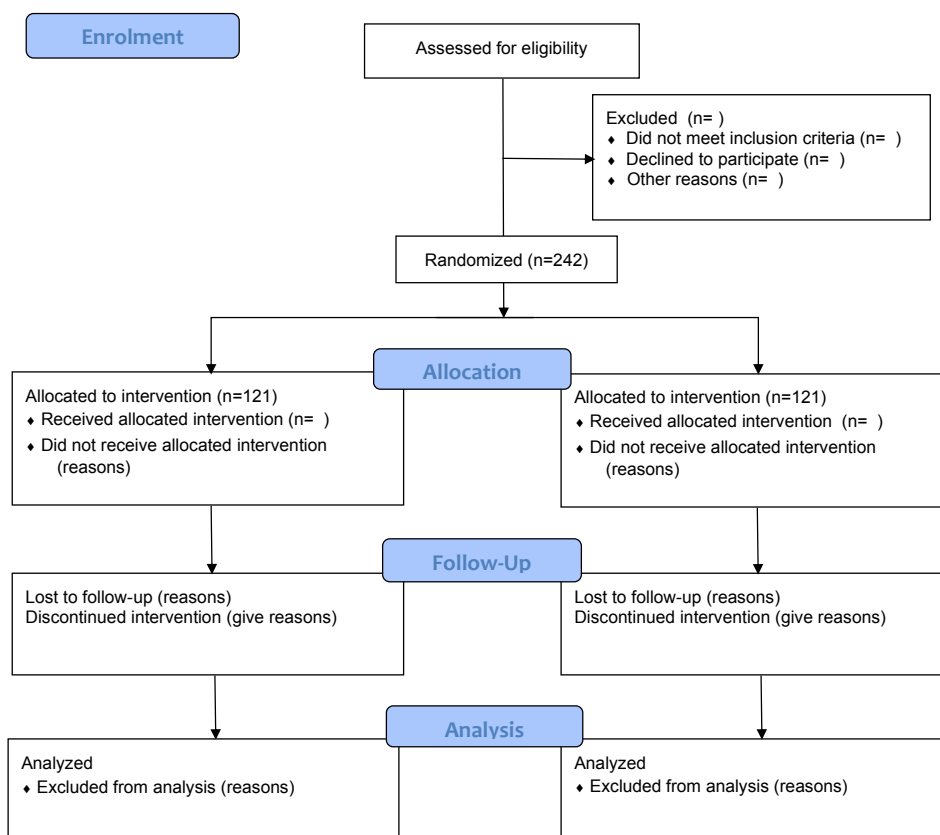 Enrolment
Assessed for eligibility
Excluded (n= )
♦ Did not meet inclusion criteria (n= )
♦ Declined to participate (n= )
♦ Other reasons (n= )
Randomized (n=242)
Allocation
Allocated to intervention (n=121)
♦ Received allocated intervention (n= )
♦ Did not receive allocated intervention
(reasons)
Allocated to intervention (n=121)
♦ Received allocated intervention (n= )
♦ Did not receive allocated intervention
(reasons)
Follow-Up
Lost to follow-up (reasons)
Discontinued intervention (give reasons)
Lost to follow-up (reasons)
Discontinued intervention (give reasons)
Analysis
Analyzed
♦ Excluded from analysis (reasons)
Analyzed
♦ Excluded from analysis (reasons)